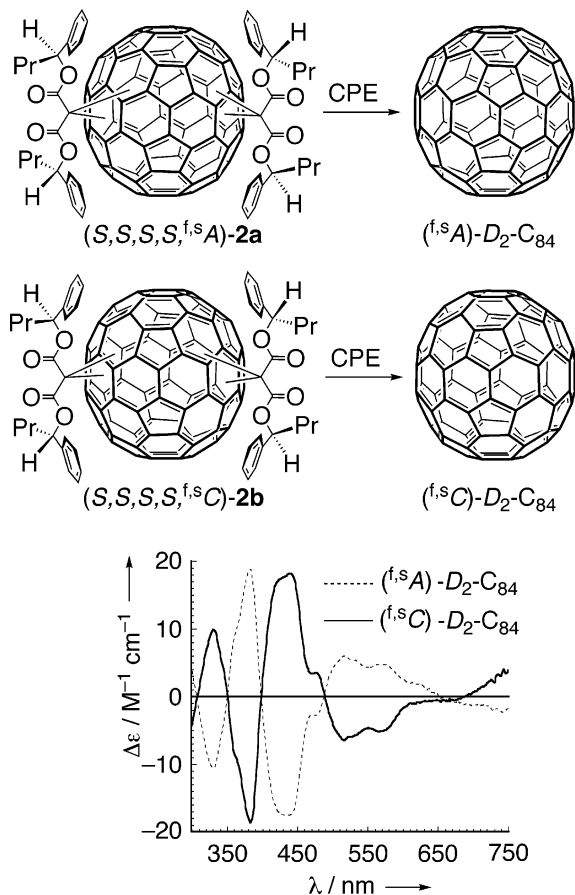 H H
O Pr
O CPE
O O
O O
O O
Pr Pr
H H
(S,S,S,S,f,sA)-2a (f,sA)-D2-C84
H H
Pr Pr
O O
O O CPE
O O
O O
Pr Pr
H H
(S,S,S,S,f,sC)-2b (f,sC)-D2-C84
20
(f,sA) -D2-C84
(f,sC) -D2-C84
10
0
−10
−20
Δε / M−1 cm−1
350 450 550 650 750
λ / nm